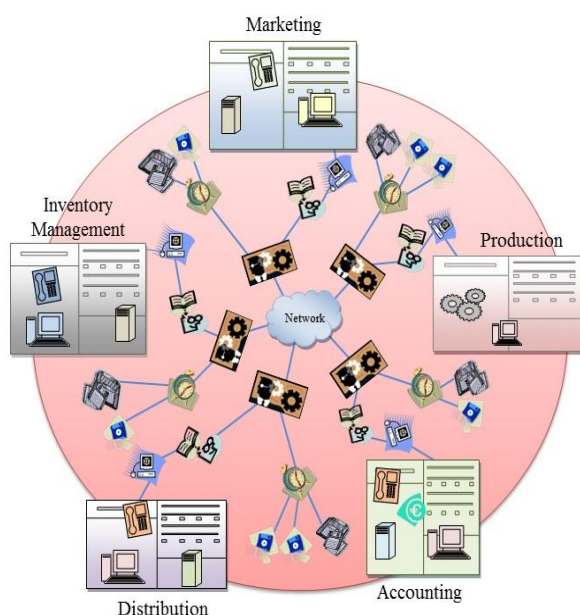 Marketing
Inventory
Management
Production
Network
Distribution
Accounting